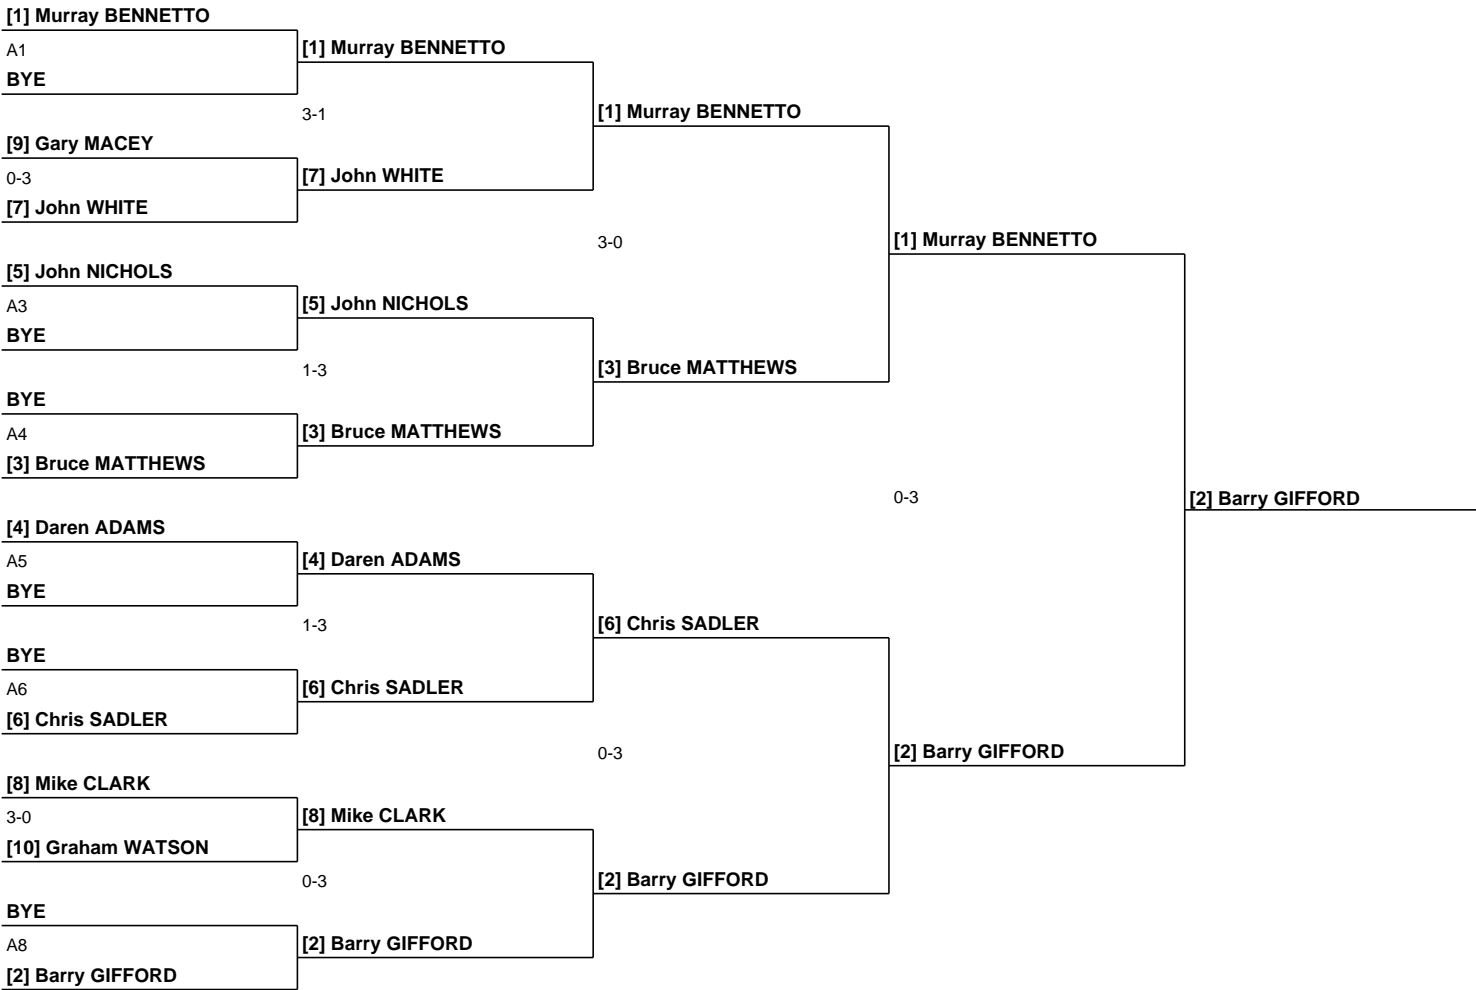 [1] Murray BENNETTO
A1
BYE
[9] Gary MACEY
0-3
[7] John WHITE
[5] John NICHOLS
A3
BYE
BYE
A4
[3] Bruce MATTHEWS
[4] Daren ADAMS
A5
BYE
BYE
A6
[6] Chris SADLER
[8] Mike CLARK
3-0
[10] Graham WATSON
BYE
A8
[2] Barry GIFFORD
[1] Murray BENNETTO
3-1
[7] John WHITE
[5] John NICHOLS
1-3
[3] Bruce MATTHEWS
[4] Daren ADAMS
1-3
[6] Chris SADLER
[8] Mike CLARK
0-3
[2] Barry GIFFORD
[1] Murray BENNETTO
3-0
[3] Bruce MATTHEWS
[6] Chris SADLER
0-3
[2] Barry GIFFORD
[1] Murray BENNETTO
0-3
[2] Barry GIFFORD
[2] Barry GIFFORD